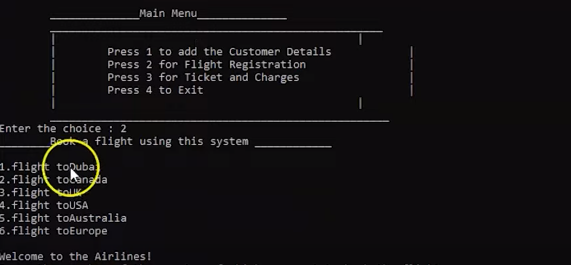 _____________Main Menu_____________
Press 1 to add the Customer Details
Press 2 for Flight Registration
Press 3 for Ticket and Charges
Press 4 to Exit
Enter the choice : 2
_______Book a flight using this system ___________
1.flight toDubai
2.flight toCanada
3.flight toUK
4.flight toUSA
5.flight toAustralia
6.flight toEurope
Welcome to the Airlines!